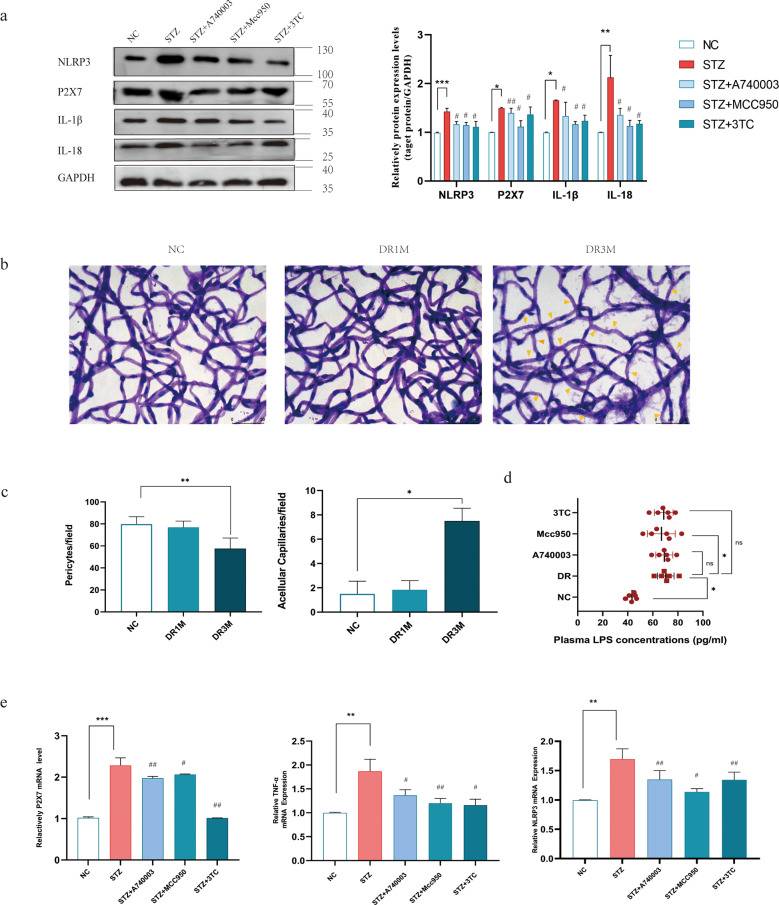 a
NC
STZ
STZ+A740003
STZ+Mcc950
STZ+3TC
NLRP3
P2X7
IL-1β
IL-18
GAPDH
130
100
70
55
40
35
25
35
Relatively protein expression levels
(taget protein/GAPDH)
3
2
1
0
***
#
#
#
*
##
#
#
*
#
#
#
**
#
#
#
NLRP3
P2X7
IL-1β
IL-18
NC
STZ
STZ+A740003
STZ+MCC950
STZ+3TC
b
NC
DR1M
DR3M
c
Pericytes/field
100
80
60
40
20
0
**
NC
DR1M
DR3M
Acellular Capillaries/field
10
8
6
4
2
0
*
NC
DR1M
DR3M
d
3TC
Mcc950
A740003
DR
NC
ns
*
ns
*
0
20
40
60
80
100
120
Plasma LPS concentrations (pg/ml)
e
Relactively P2X7 mRNA level
3
2
1
0
***
##
#
##
NC
STZ
STZ+A740003
STZ+MCC950
STZ+3TC
Relative TNF-α
mRNA Expression
2.5
2.0
1.5
1.0
0.5
0.0
**
#
##
#
NC
STZ
STZ+A740003
STZ+Mcc950
STZ+3TC
Relative NLRP3 mRNA Expression
2.0
1.5
1.0
0.5
0.0
**
##
#
##
NC
STZ
STZ+A740003
STZ+MCC950
STZ+3TC